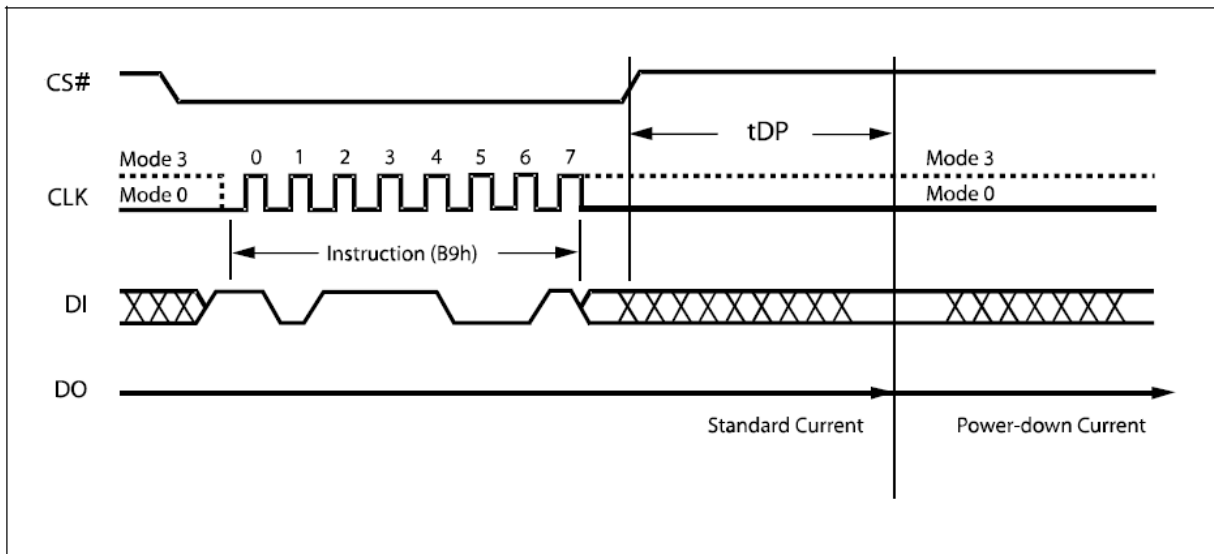 CS#
tDP
Mode 3
0 1 2 3 4 5 6 7
Mode 3
CLK
Mode 0
Mode 0
Instruction (B9h)
DI
DO
Standard Current
Power-down Current